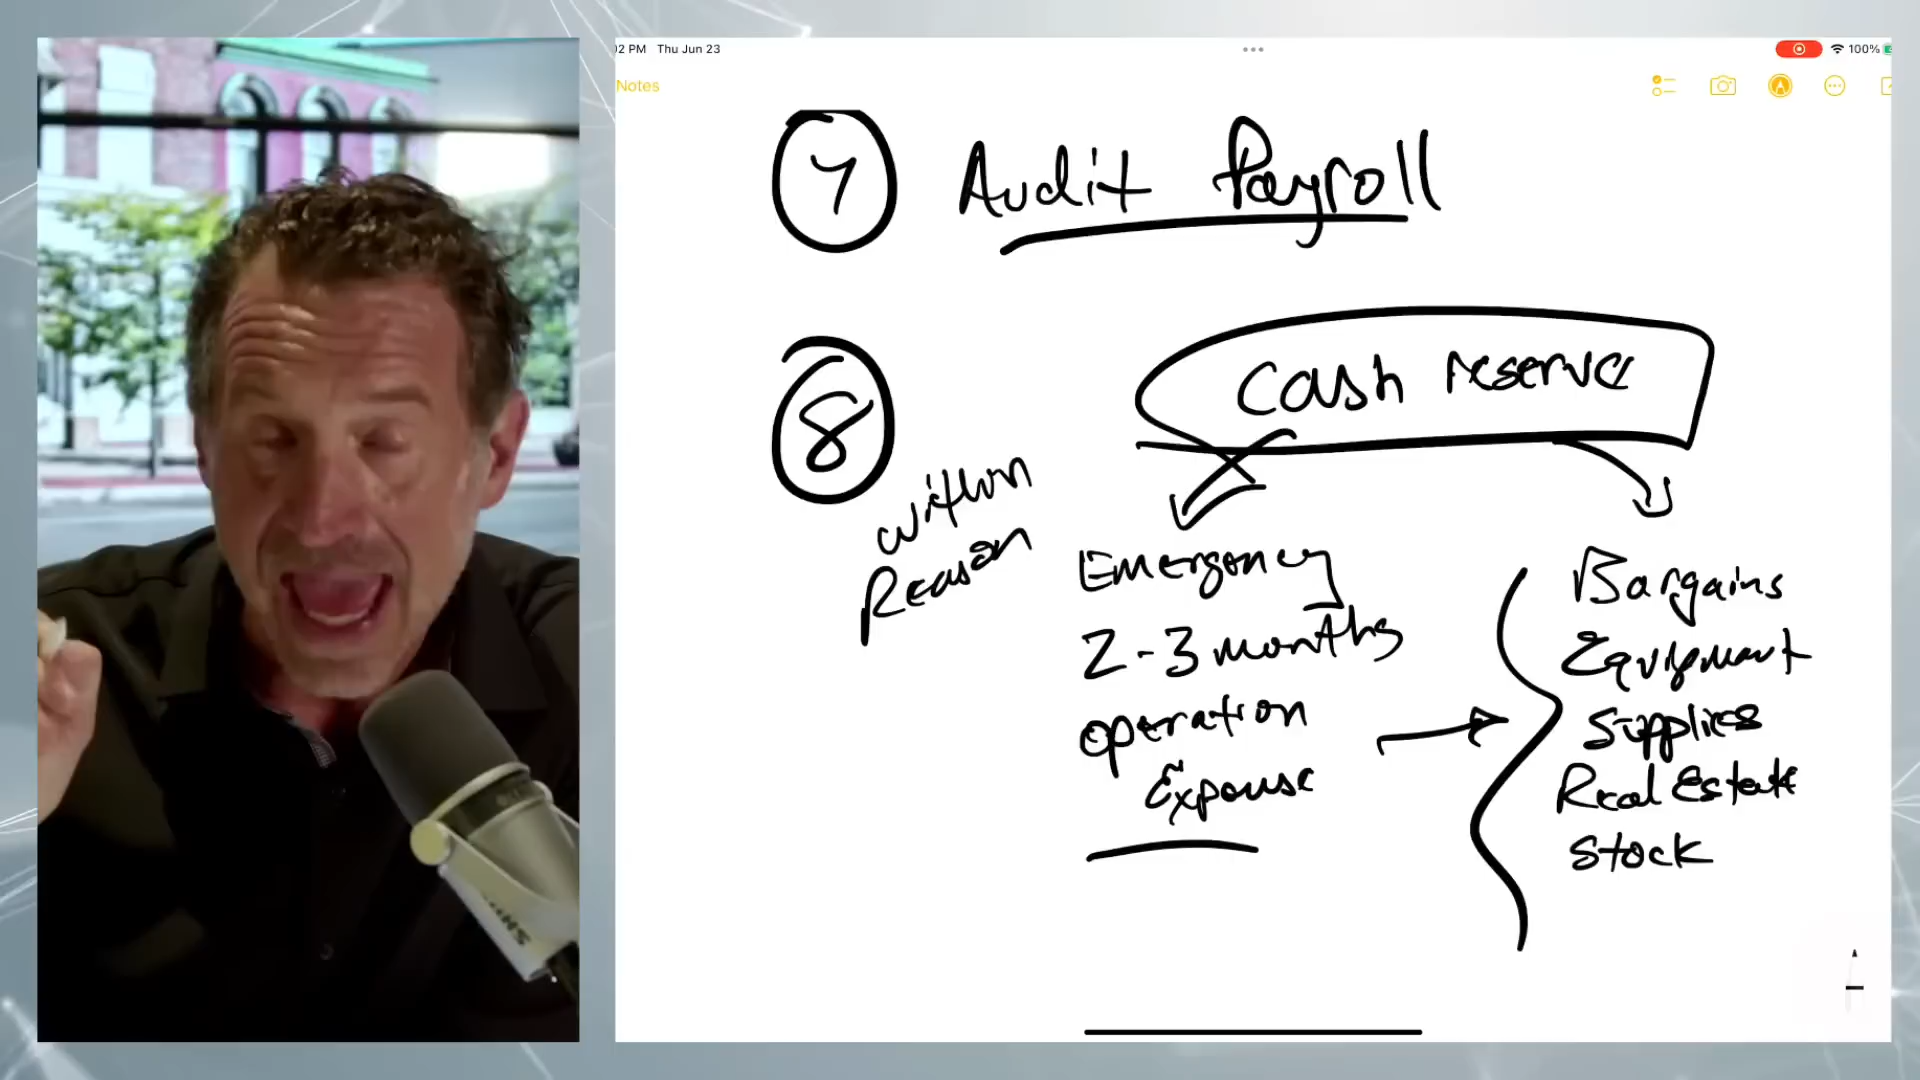 02 PM Thu Jun 23
100%
Notes
7 Audit Payroll
8 cash reserve
within
Reason
Emergency
2-3 months
operation
Expense
Bargains
Equipment
Supplies
Real Estate
Stock